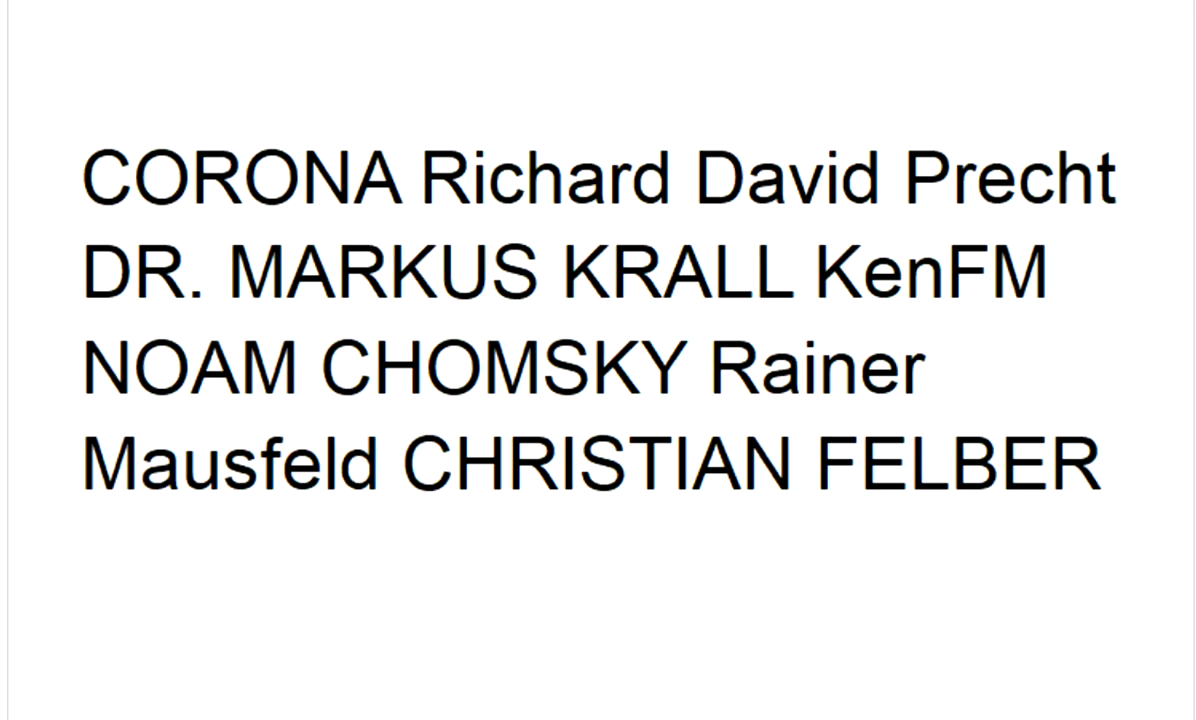 CORONA Richard David Precht
DR. MARKUS KRALL KenFM
NOAM CHOMSKY Rainer
Mausfeld CHRISTIAN FELBER